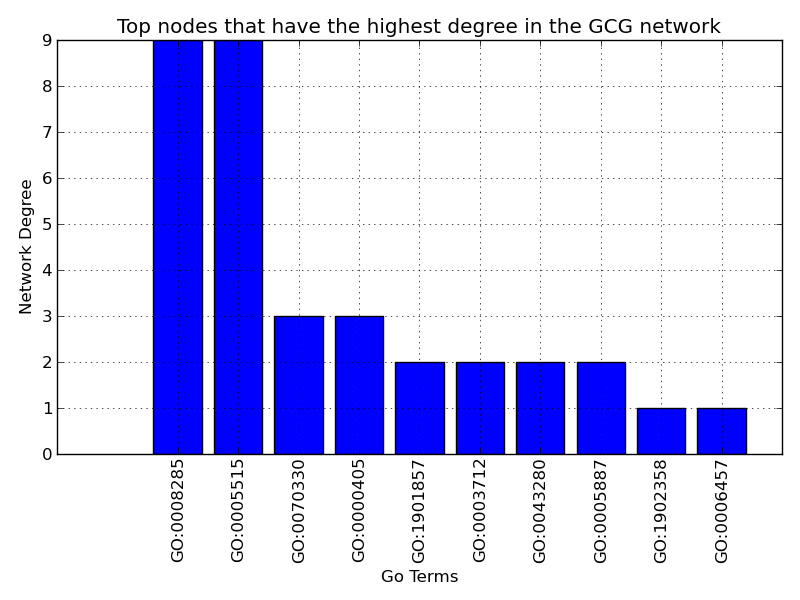 Top nodes that have the highest degree in the GCG network
9
8
7
6
5
4
3
2
1
0
Network Degree
GO:0008285
GO:0005515
GO:0070330
GO:0000405
GO:1901857
GO:0003712
GO:0043280
GO:0005887
GO:1902358
GO:0006457
Go Terms